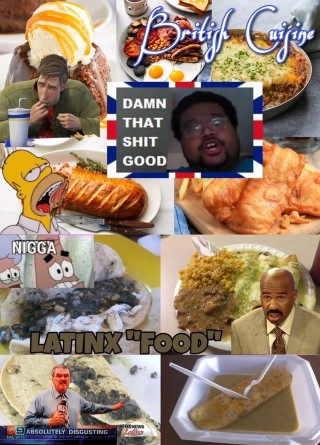 British Cuisine
DAMN
THAT
SHIT
GOOD
NIGGA
LATINX "FOOD"
ABSOLUTELY DISGUSTING